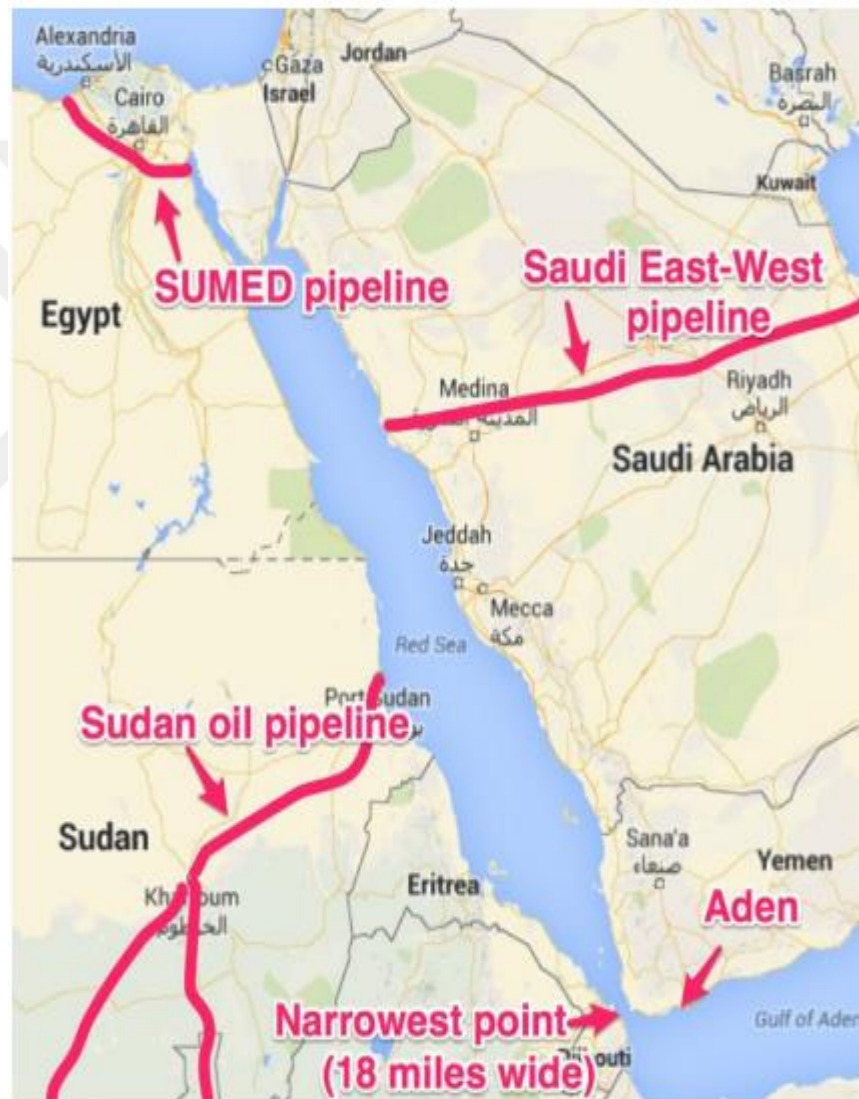 Alexandria
الأسكندرية
Gaza
Israel
Jordan
Basrah
البصرة
Cairo
القاهرة
Kuwait
SUMED pipeline
Egypt
Saudi East-West
pipeline
Medina
المدينة
Riyadh
الرياض
Saudi Arabia
Jeddah
جدة
Mecca
مكة
Red Sea
Port Sudan
Sudan oil pipeline
Sudan
Khartoum
Eritrea
Sana'a
صنعاء
Yemen
Aden
Narrowest point
(18 miles wide)
Djibouti
Gulf of Aden